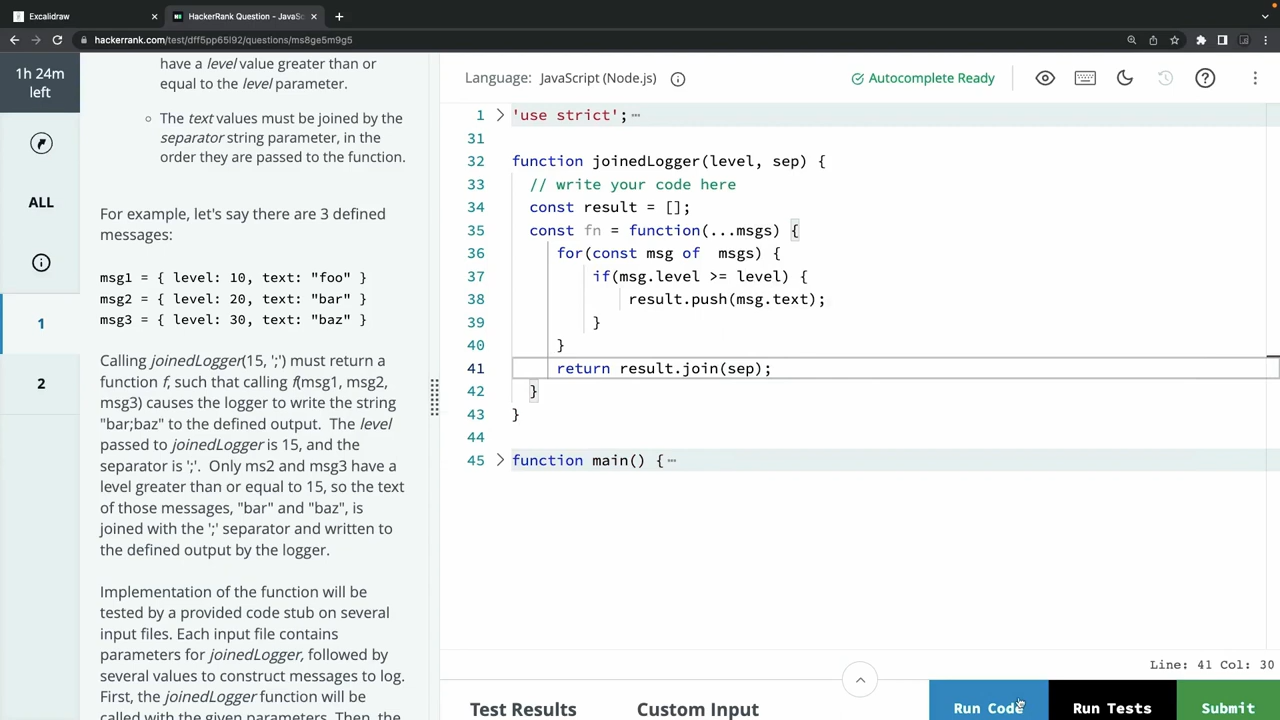 Excalidraw
HackerRank Question - JavaSc
hackerrank.com/test/dff5pp65l92/questions/ms8ge5m9g5
1h 24m
left
ALL
1
2
have a level value greater than or
equal to the level parameter.
The text values must be joined by the
separator string parameter, in the
order they are passed to the function.
For example, let's say there are 3 defined
messages:
msg1 = { level: 10, text: "foo" }
msg2 = { level: 20, text: "bar" }
msg3 = { level: 30, text: "baz" }
Calling joinedLogger(15, ';') must return a
function f, such that calling f(msg1, msg2,
msg3) causes the logger to write the string
"bar;baz" to the defined output. The level
passed to joinedLogger is 15, and the
separator is ';'. Only ms2 and msg3 have a
level greater than or equal to 15, so the text
of those messages, "bar" and "baz", is
joined with the ';' separator and written to
the defined output by the logger.
Implementation of the function will be
tested by a provided code stub on several
input files. Each input file contains
parameters for joinedLogger, followed by
several values to construct messages to log.
First, the joinedLogger function will be
called with the given parameters. Then, the
Language: JavaScript (Node.js)
Autocomplete Ready
1 'use strict';
31
32 function joinedLogger(level, sep) {
33 // write your code here
34 const result = [];
35 const fn = function(...msgs) {
36 for(const msg of msgs) {
37 if(msg.level >= level) {
38 result.push(msg.text);
39 }
40 }
41 return result.join(sep);
42 }
43 }
44
45 function main() {
Line: 41 Col: 30
Test Results Custom Input Run Code Run Tests Submit